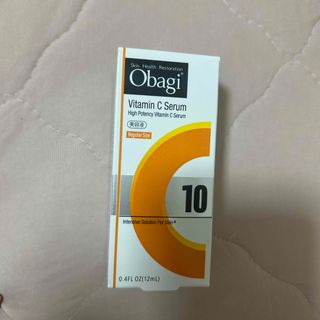 Skin Health Restoration
Obagi
Vitamin C Serum
High Potency Vitamin C Serum
美容液
Regular Size
10
Intensive Solution For Skin
0.4FL OZ(12mL)